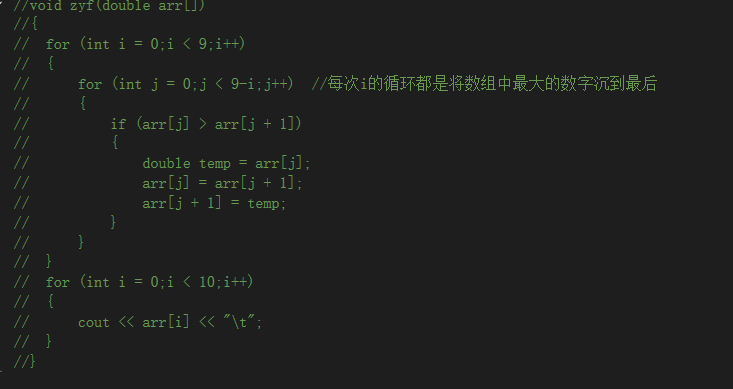 //void zyf(double arr[])
//{
//	for (int i = 0;i < 9;i++)
//	{
//		for (int j = 0;j < 9-i;j++)  //每次i的循环都是将数组中最大的数字沉到最后
//		{
//			if (arr[j] > arr[j + 1])
//			{
//				double temp = arr[j];
//				arr[j] = arr[j + 1];
//				arr[j + 1] = temp;
//			}
//		}
//	}
//	for (int i = 0;i < 10;i++)
//	{
//		cout << arr[i] << "\t";
//	}
//}